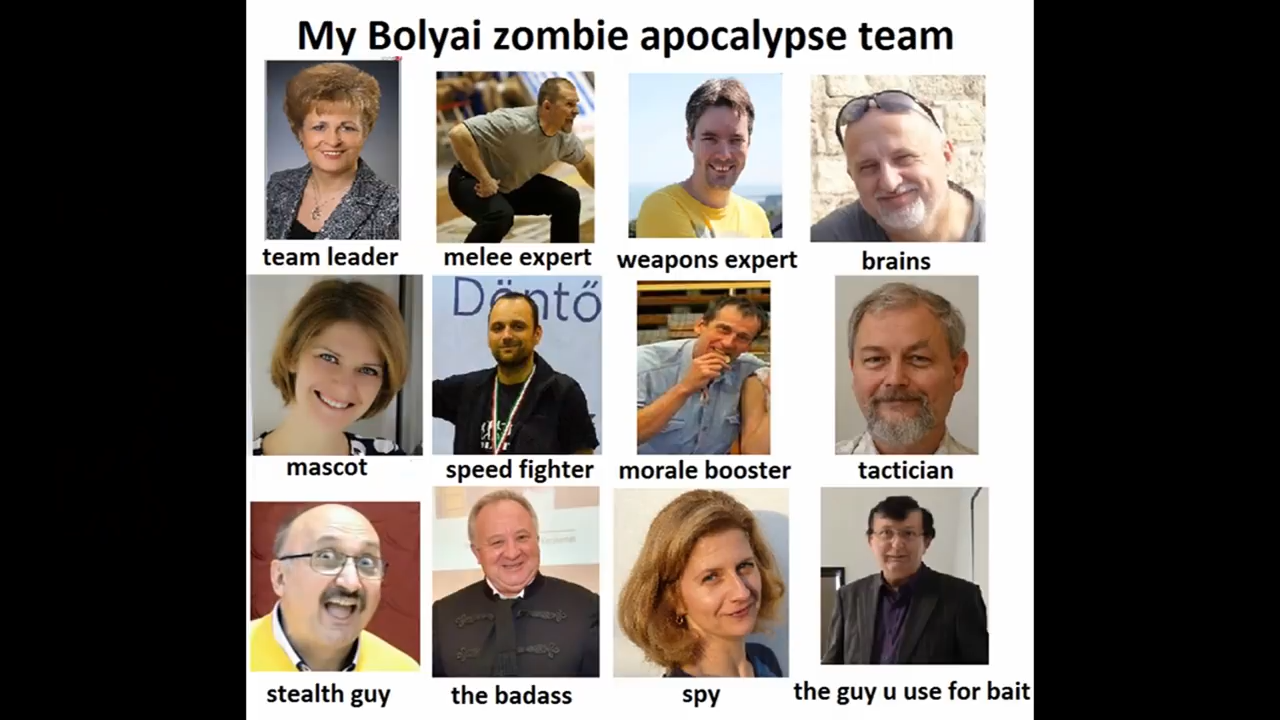 My Bolyai zombie apocalypse team
team leader
melee expert
weapons expert
brains
Döntő
mascot
speed fighter
morale booster
tactician
stealth guy
the badass
spy
the guy u use for bait